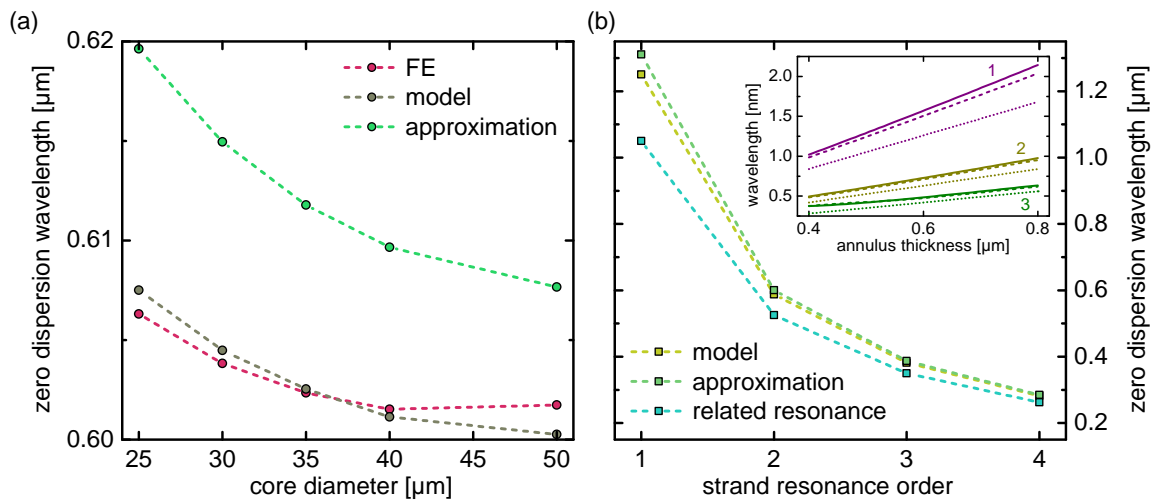 (a)
0.62
0.61
0.60
zero dispersion wavelength [µm]
FE
model
approximation
25 30 35 40 45 50
core diameter [µm]
(b)
1
2
3
2.0
1.5
1.0
0.5
wavelength [nm]
0.4 0.6 0.8
annulus thickness [µm]
model
approximation
related resonance
1.2
1.0
0.8
0.6
0.4
0.2
zero dispersion wavelength [µm]
1 2 3 4
strand resonance order